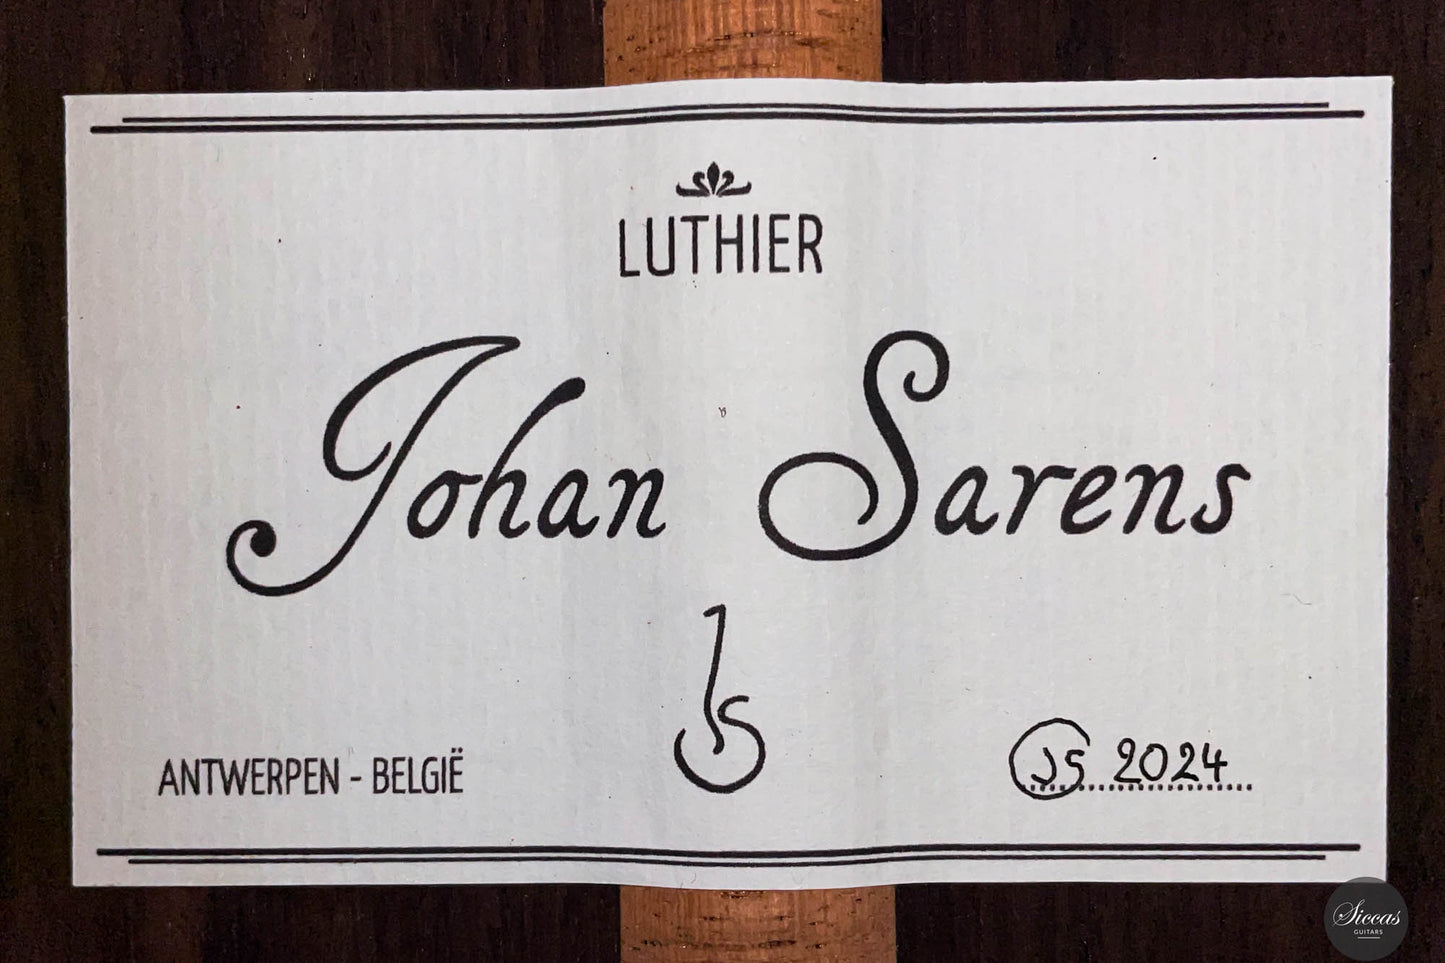 LUTHIER
Johan Sarens
ANTWERPEN - BELGIË
JS 2024
Siccas
GUITARS